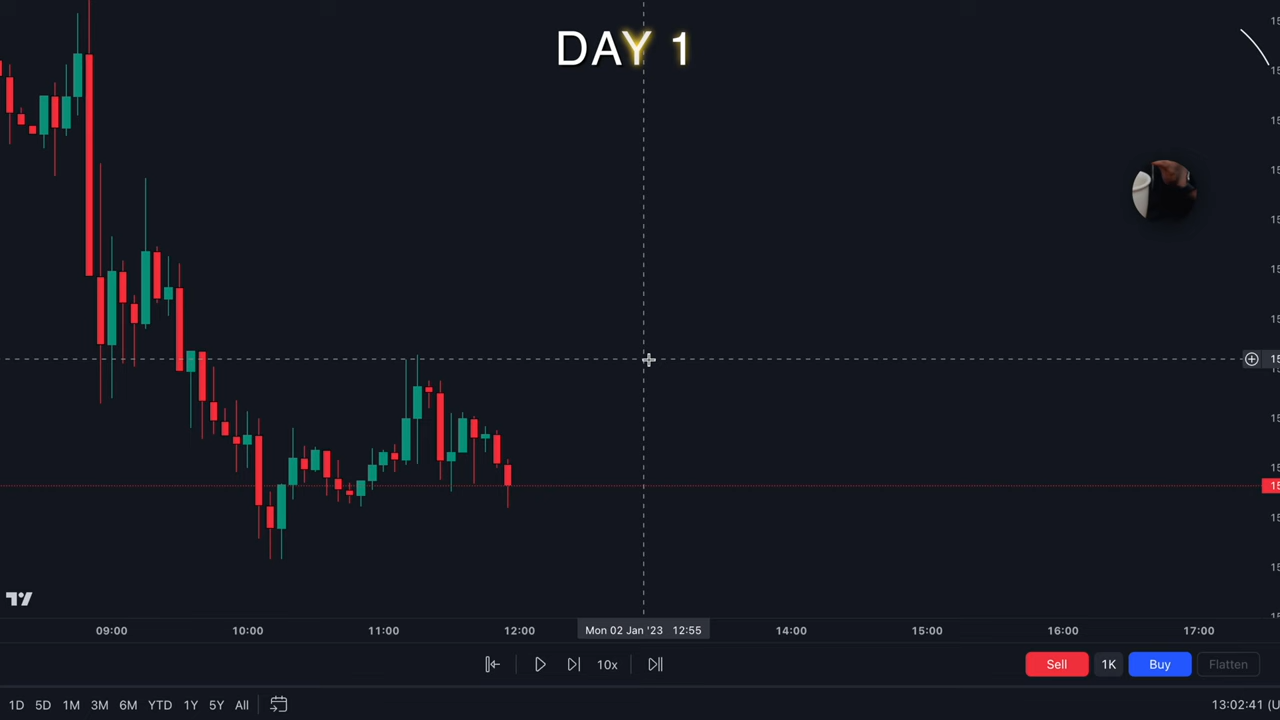 DAY 1
09:00 10:00 11:00 12:00 Mon 02 Jan '23 12:55 14:00 15:00 16:00 17:00
10x Sell 1K Buy Flatten
1D 5D 1M 3M 6M YTD 1Y 5Y All 13:02:41 (U